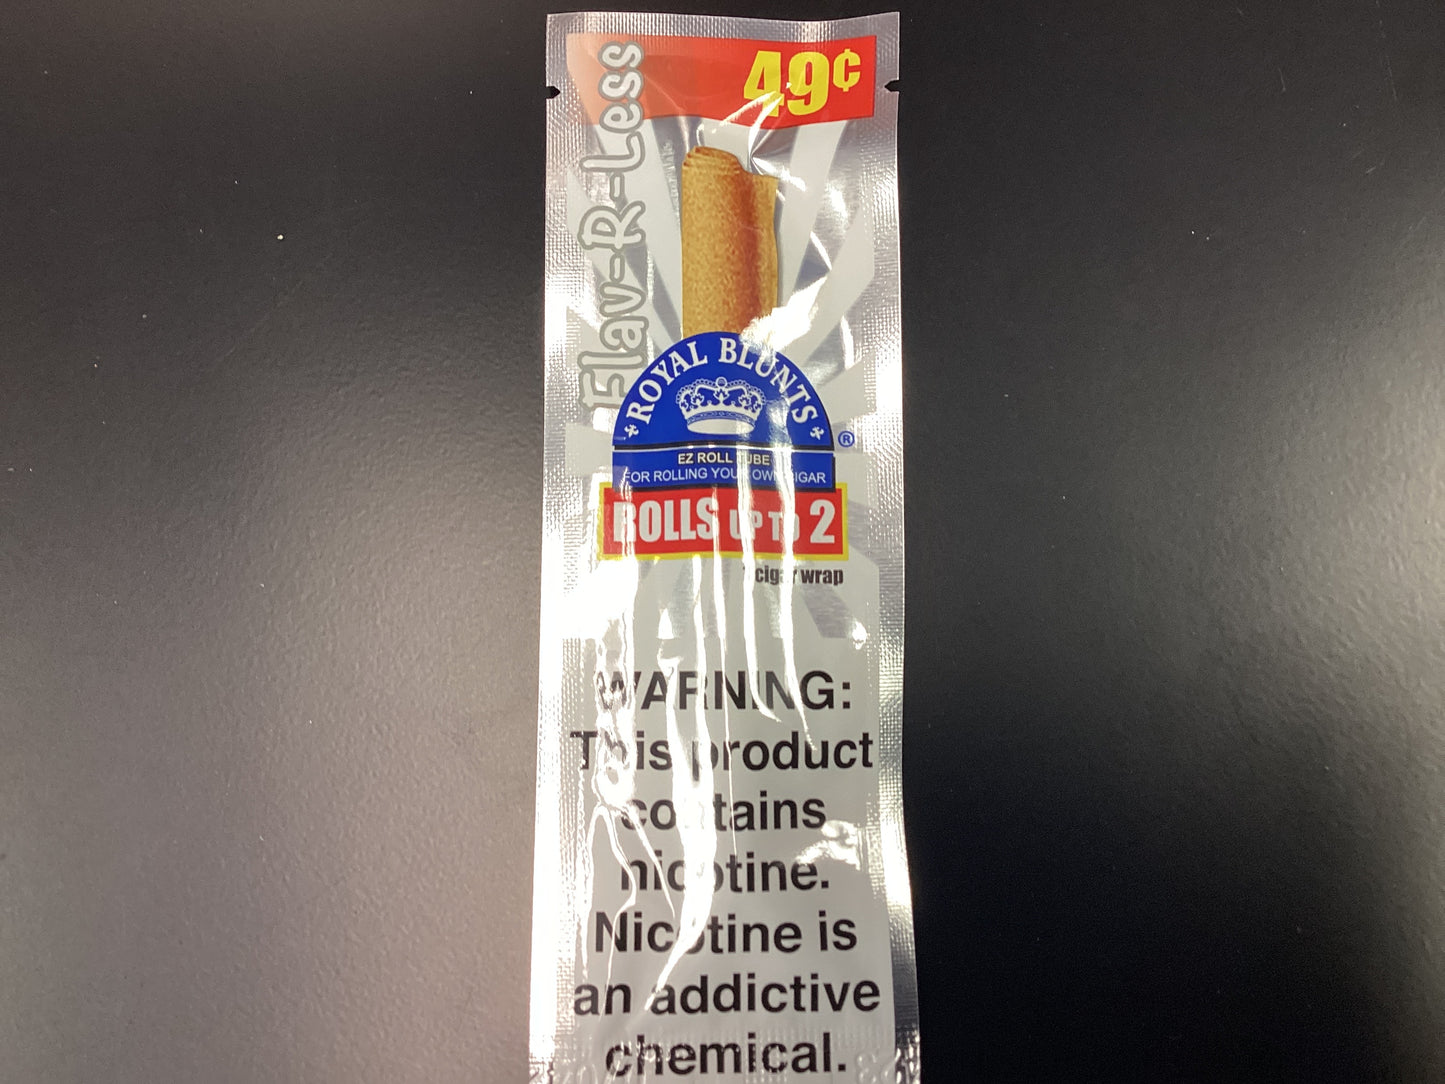 49¢
Flav-R-Less
ROYAL BLUNTS
®
EZ ROLL TUBE
FOR ROLLING YOUR OWN CIGAR
ROLLS UP TO 2
cigar wrap
WARNING:
This product
contains
nicotine.
Nicotine is
an addictive
chemical.